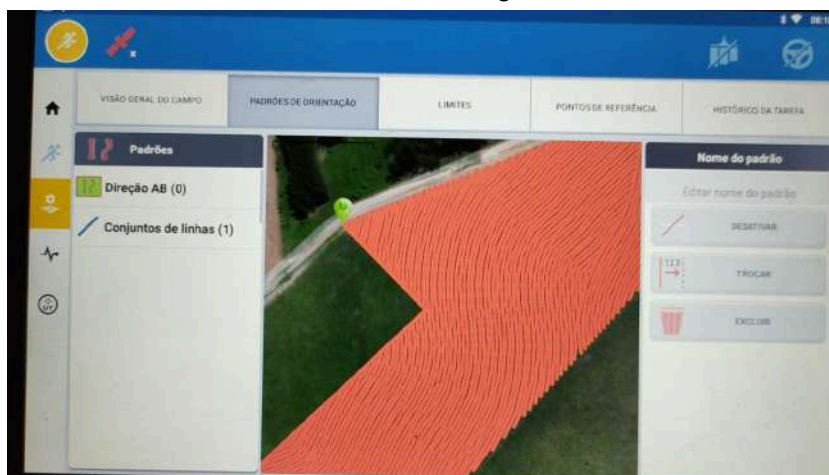 VISÃO GERAL DO CAMPO
PADRÕES DE ORIENTAÇÃO
LIMITES
PONTOS DE REFERÊNCIA
HISTÓRICO DA TAREFA
Padrões
Direção AB (0)
Conjuntos de linhas (1)
Nome do padrão
Editar nome do padrão
DESATIVAR
TROCAR
EXCLUIR
UT